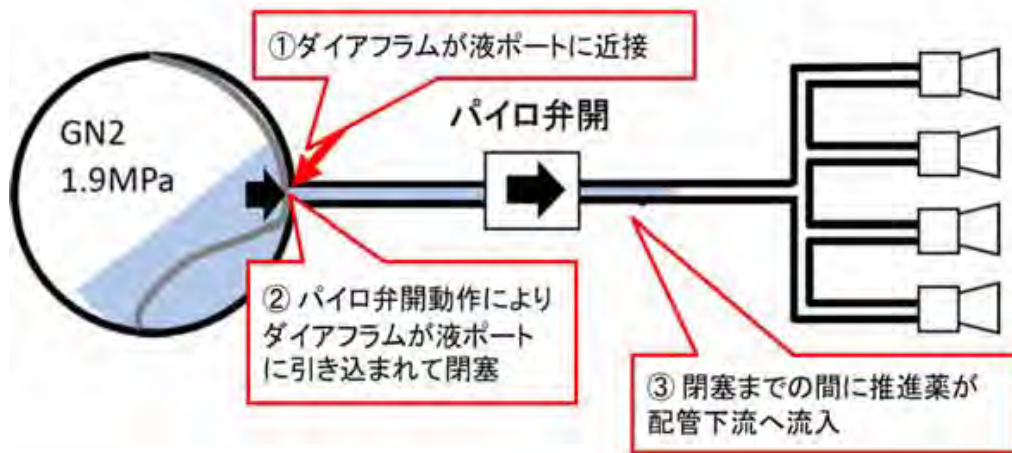 ①ダイアフラムが液ポートに近接
パイロ弁開
GN2
1.9MPa
② パイロ弁開動作により
ダイアフラムが液ポート
に引き込まれて閉塞
③ 閉塞までの間に推進薬が
配管下流へ流入